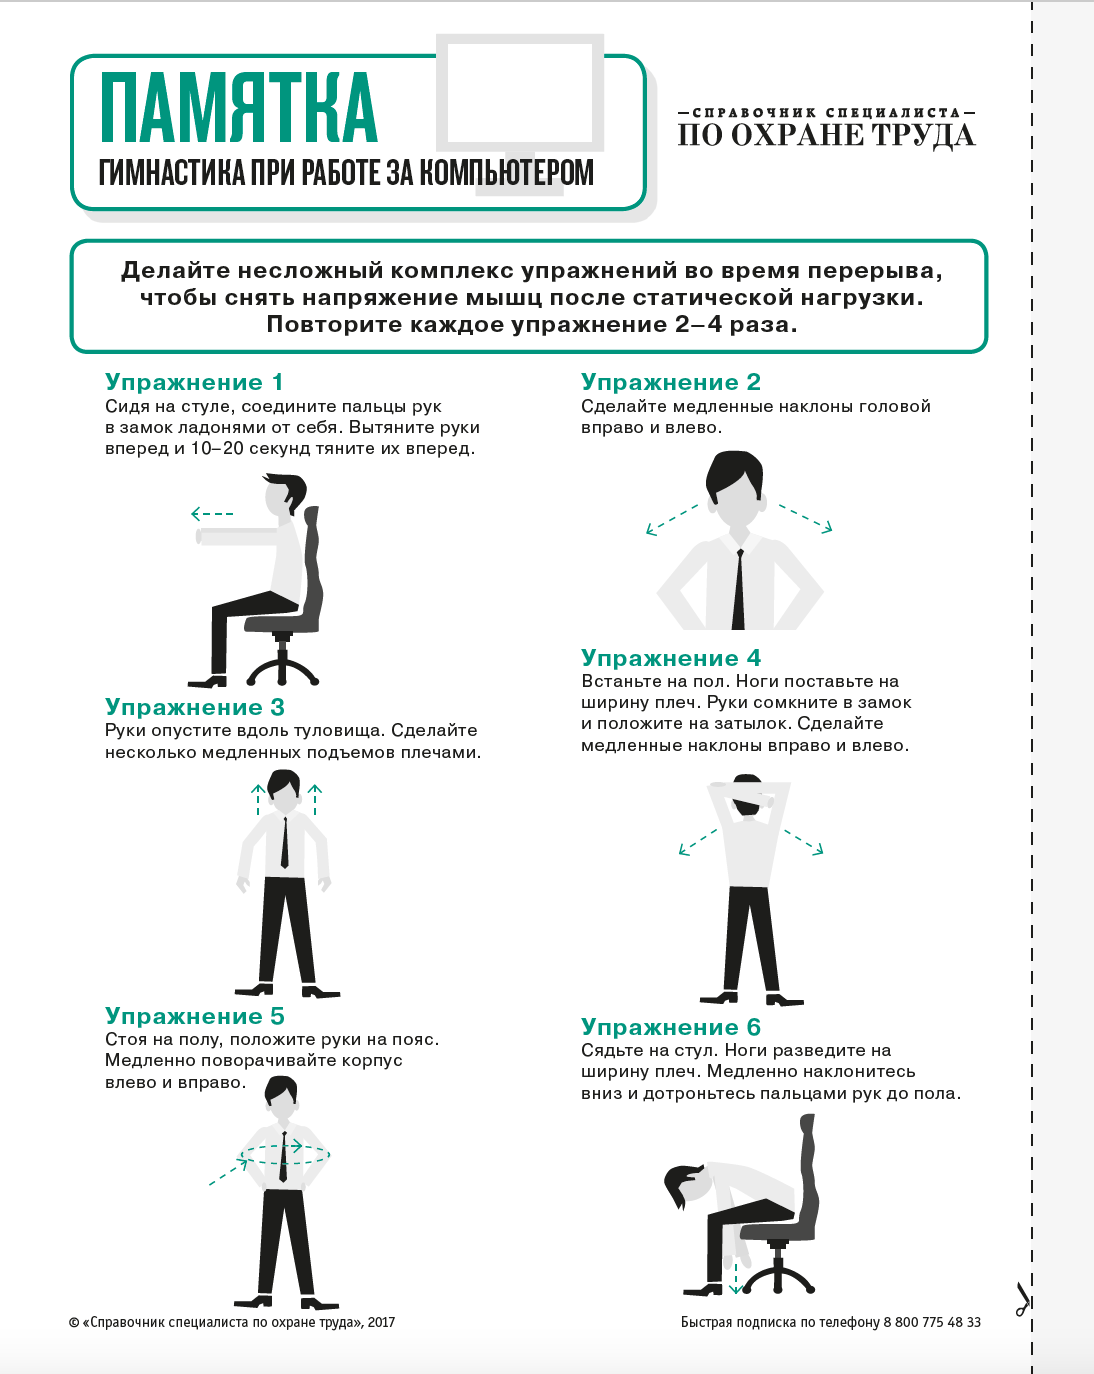 ПАМЯТКА
ГИМНАСТИКА ПРИ РАБОТЕ ЗА КОМПЬЮТЕРОМ
СПРАВОЧНИК СПЕЦИАЛИСТА
ПО ОХРАНЕ ТРУДА
Делайте несложный комплекс упражнений во время перерыва,
чтобы снять напряжение мышц после статической нагрузки.
Повторите каждое упражнение 2–4 раза.
Упражнение 1
Сидя на стуле, соедините пальцы рук
в замок ладонями от себя. Вытяните руки
вперед и 10–20 секунд тяните их вперед.
Упражнение 2
Сделайте медленные наклоны головой
вправо и влево.
Упражнение 3
Руки опустите вдоль туловища. Сделайте
несколько медленных подъемов плечами.
Упражнение 4
Встаньте на пол. Ноги поставьте на
ширину плеч. Руки сомкните в замок
и положите на затылок. Сделайте
медленные наклоны вправо и влево.
Упражнение 5
Стоя на полу, положите руки на пояс.
Медленно поворачивайте корпус
влево и вправо.
Упражнение 6
Сядьте на стул. Ноги разведите на
ширину плеч. Медленно наклонитесь
вниз и дотроньтесь пальцами рук до пола.
© «Справочник специалиста по охране труда», 2017
Быстрая подписка по телефону 8 800 775 48 33